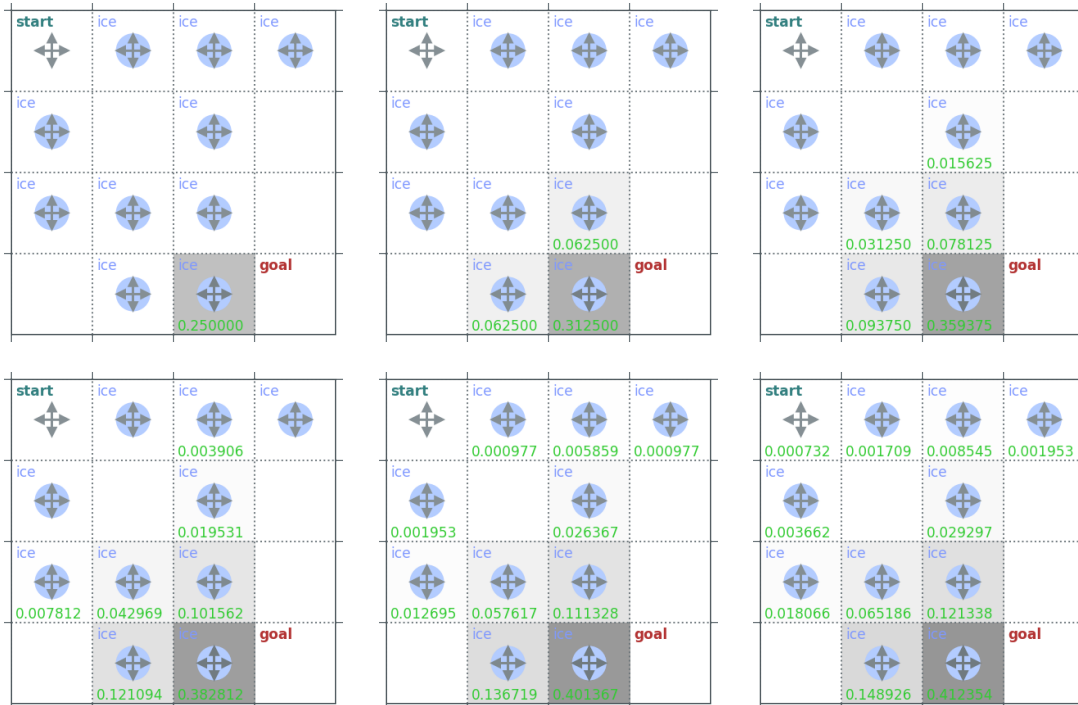 start ice ice ice
ice ice
ice ice ice
ice ice goal
0.250000
start ice ice ice
ice ice
ice ice ice
0.062500
ice ice goal
0.062500 0.312500
start ice ice ice
ice ice
0.015625
ice ice ice
0.031250 0.078125
ice ice goal
0.093750 0.359375
start ice ice ice
0.003906
ice ice
0.019531
ice ice ice
0.007812 0.042969 0.101562
ice ice goal
0.121094 0.382812
start ice ice ice
0.000977 0.005859 0.000977
ice ice
0.001953 0.026367
ice ice ice
0.012695 0.057617 0.111328
ice ice goal
0.136719 0.401367
start ice ice ice
0.000732 0.001709 0.008545 0.001953
ice ice
0.003662 0.029297
ice ice ice
0.018066 0.065186 0.121338
ice ice goal
0.148926 0.412354